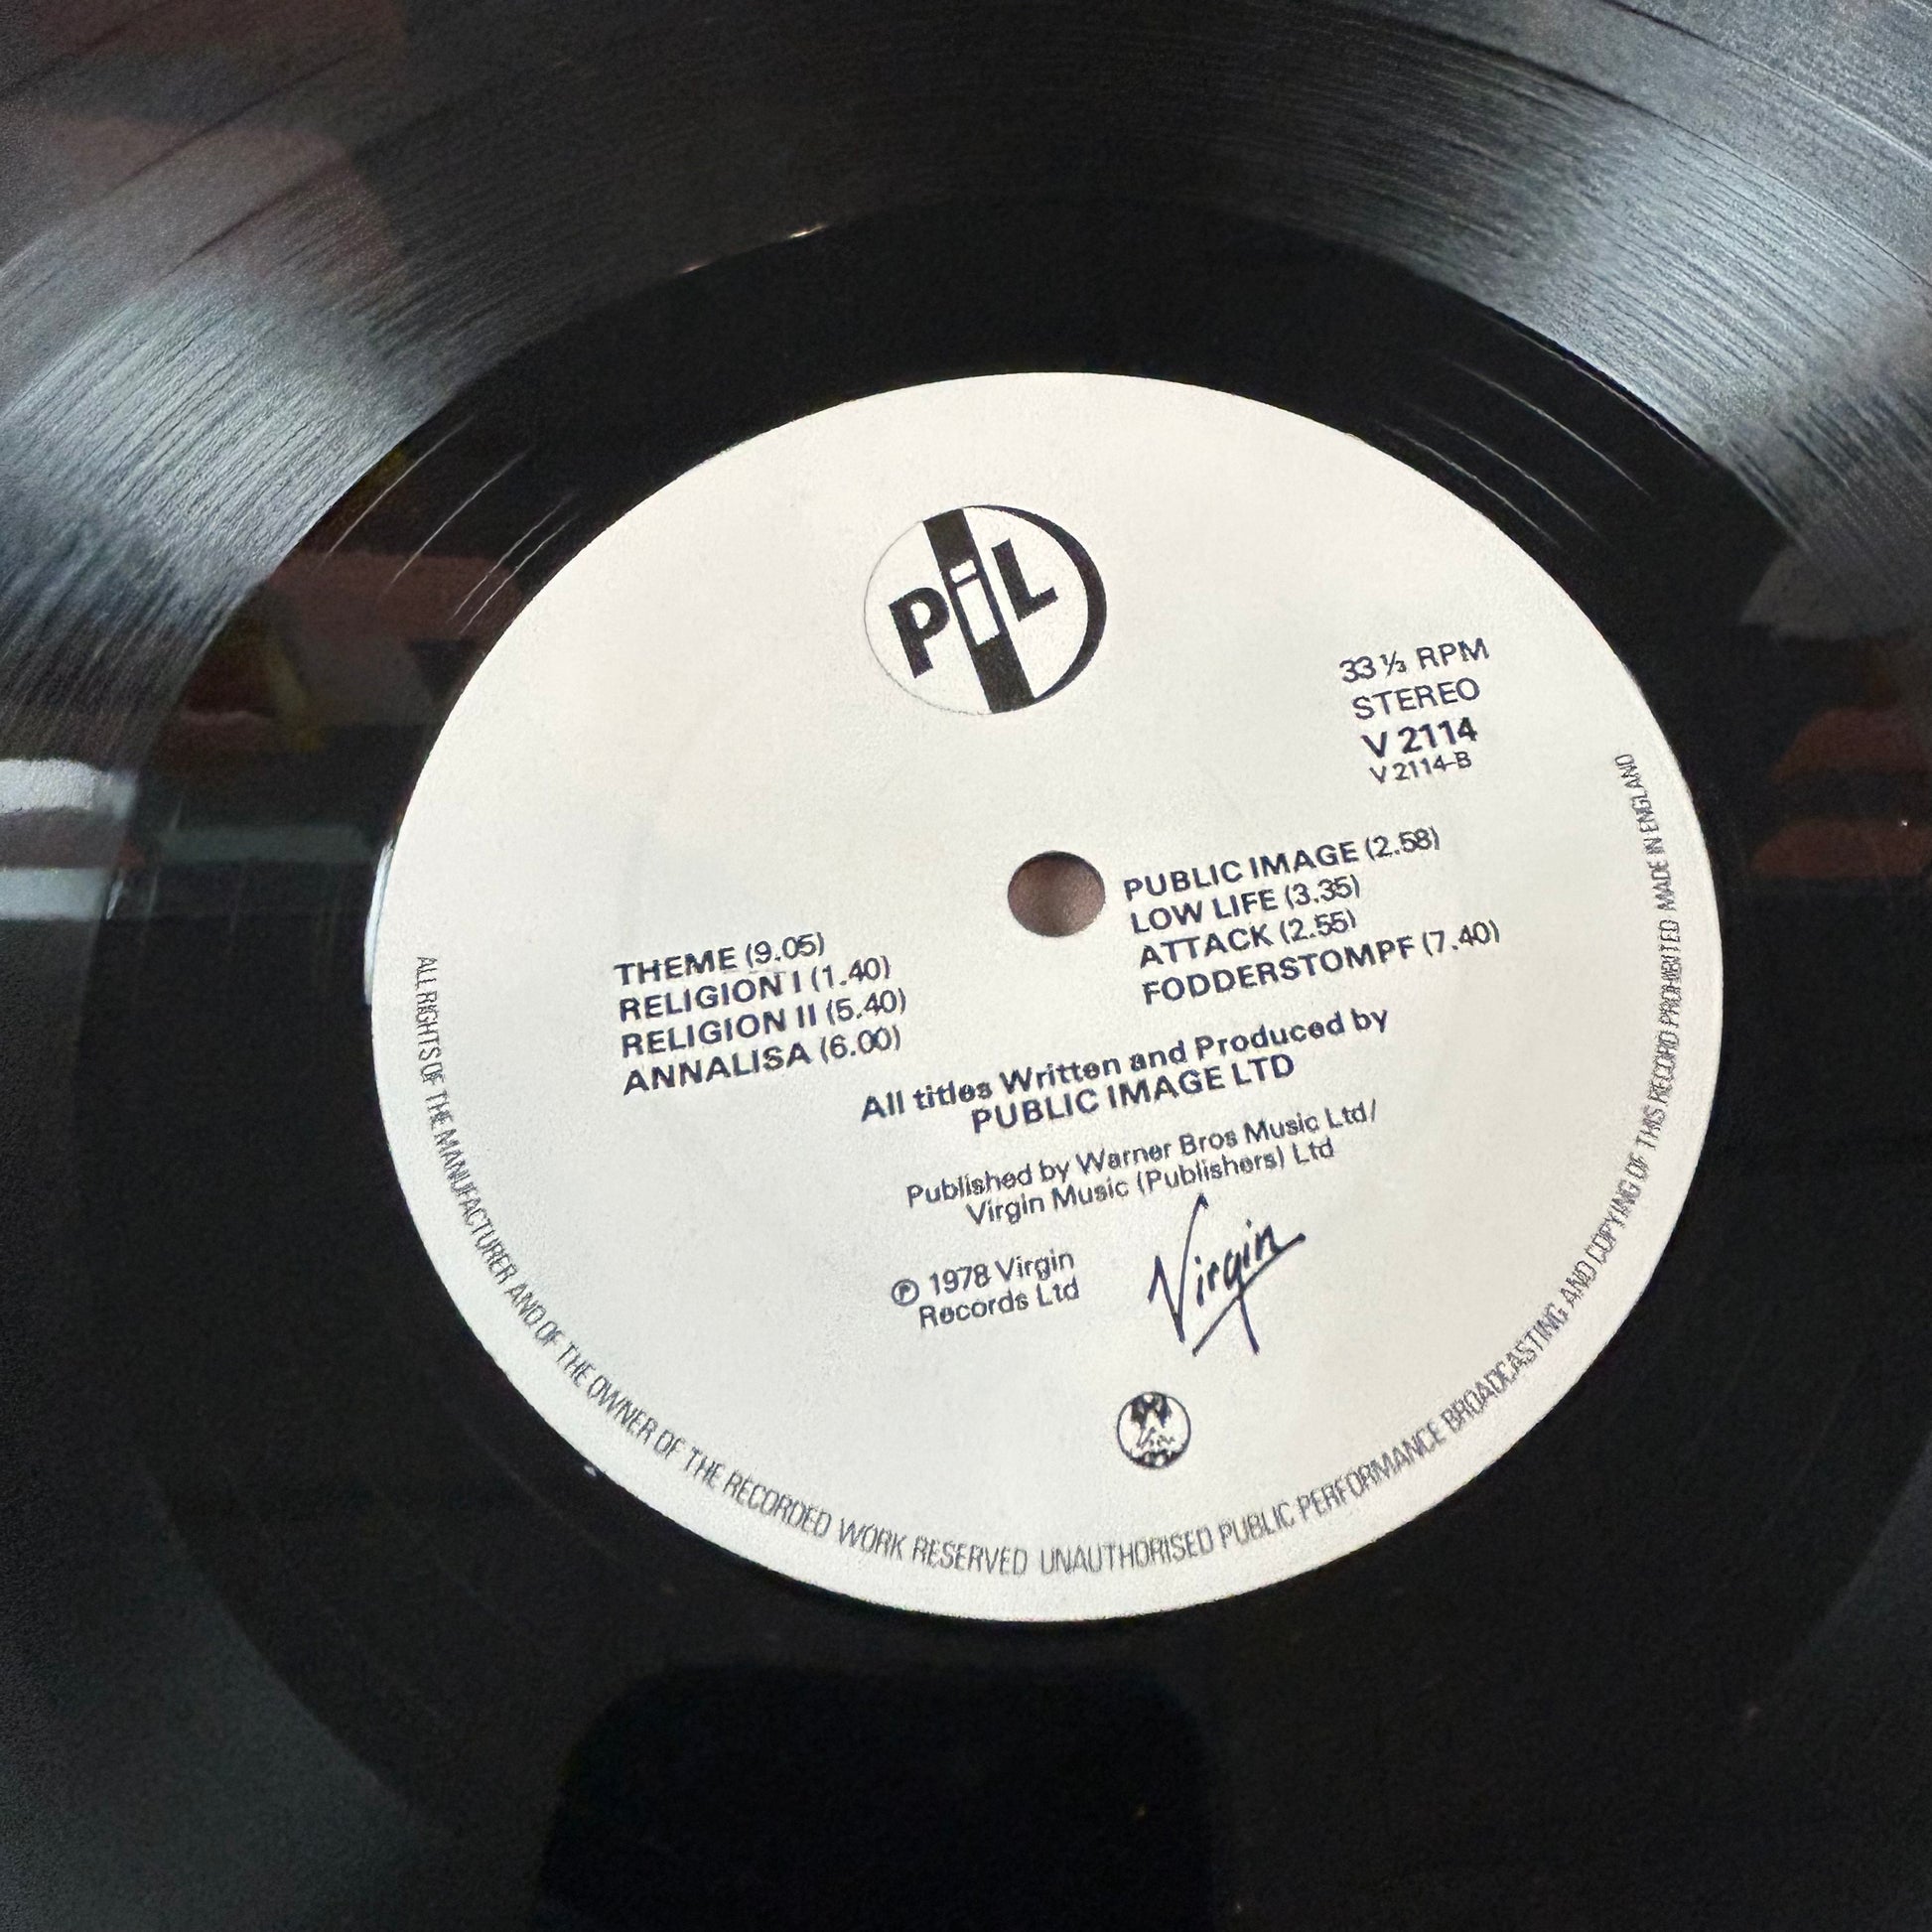 PiL
33⅓ RPM
STEREO
V 2114
V 2114-B
THEME (9.05)
RELIGION I (1.40)
RELIGION II (5.40)
ANNALISA (6.00)
PUBLIC IMAGE (2.58)
LOW LIFE (3.35)
ATTACK (2.55)
FODDERSTOMPF (7.40)
All titles Written and Produced by
PUBLIC IMAGE LTD
Published by Warner Bros Music Ltd/
Virgin Music (Publishers) Ltd
℗ 1978 Virgin
Records Ltd
Virgin
ALL RIGHTS OF THE MANUFACTURER AND OF THE OWNER OF THE RECORDED WORK RESERVED UNAUTHORISED PUBLIC PERFORMANCE BROADCASTING AND COPYING OF THIS RECORD PROHIBITED MADE IN ENGLAND